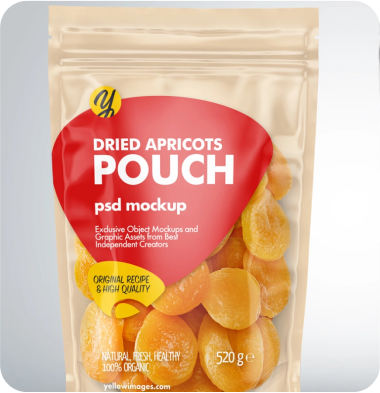 DRIED APRICOTS
POUCH
psd mockup
Exclusive Object Mockups and
Graphic Assets from Best
Independent Creators
ORIGINAL RECIPE
& HIGH QUALITY
NATURAL, FRESH, HEALTHY
100% ORGANIC
520 g ℮
yellowimages.com